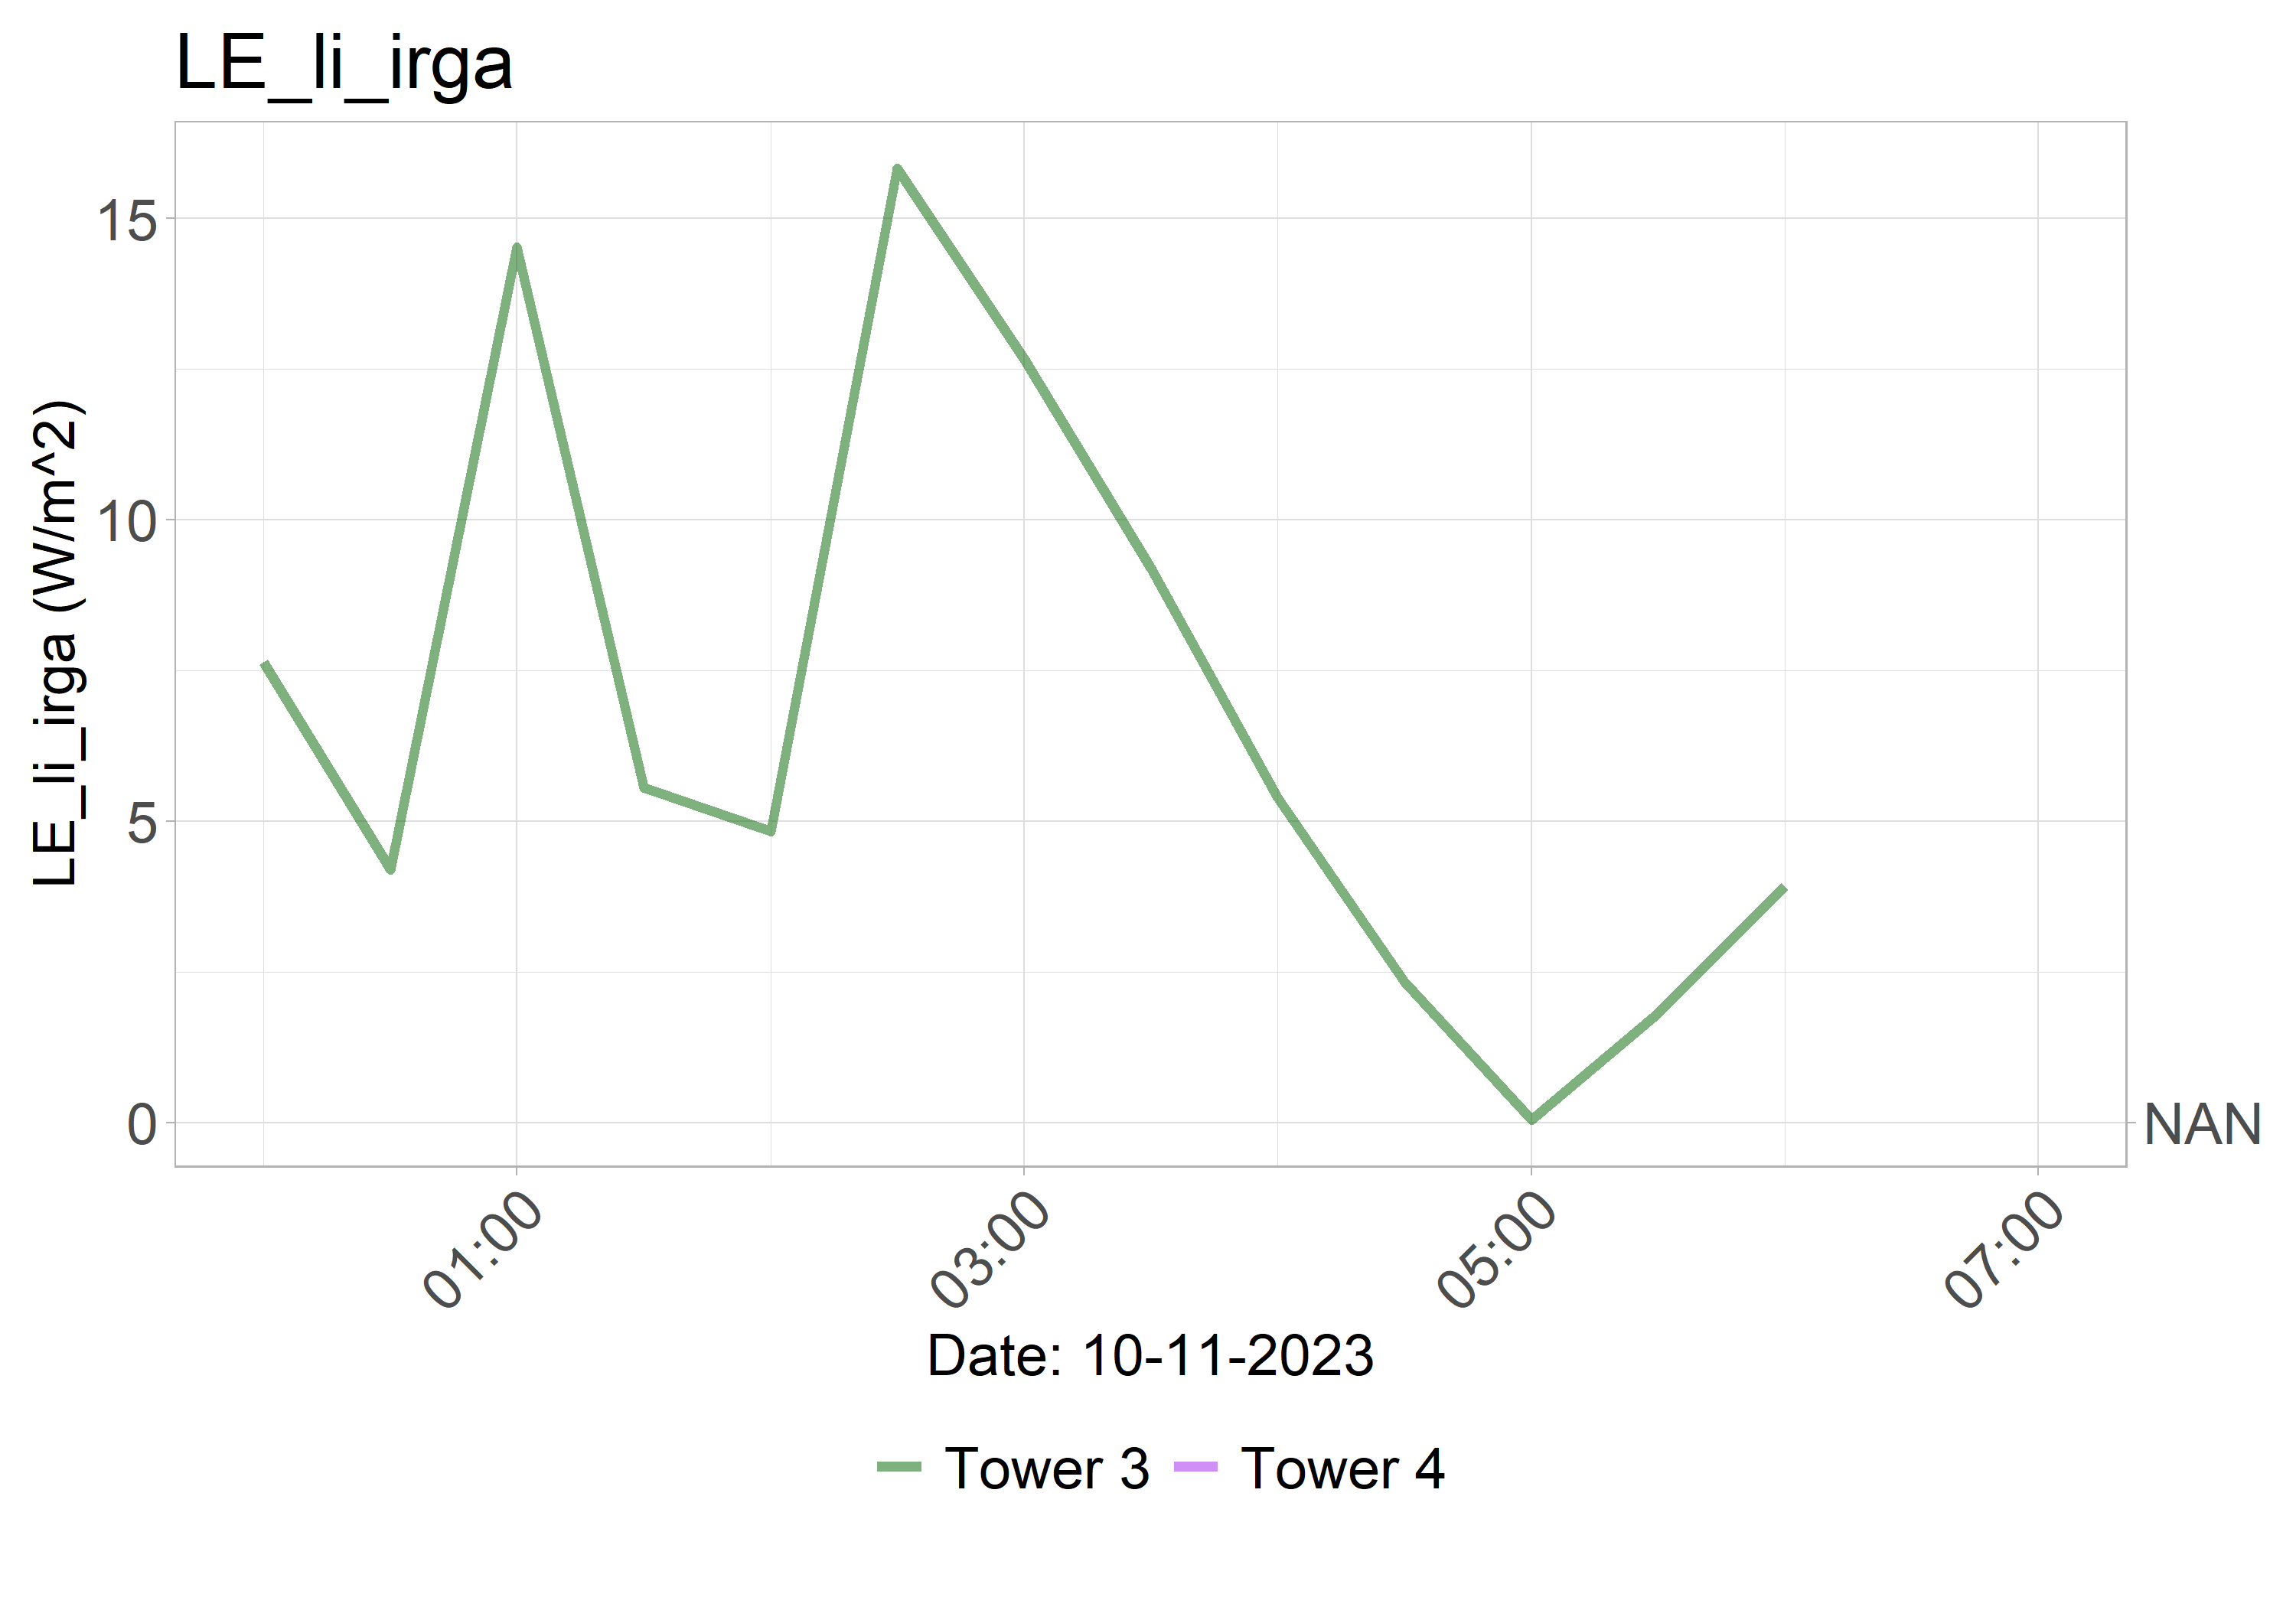 LE_li_irga
LE_li_irga (W/m^2)
15
10
5
0
NAN
01:00
03:00
05:00
07:00
Date: 10-11-2023
Tower 3
Tower 4